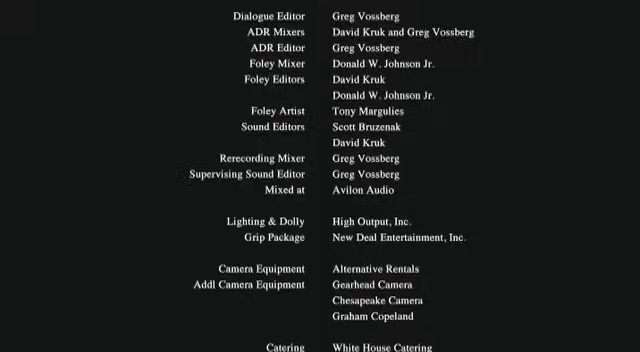 Dialogue Editor Greg Vossberg
ADR Mixers David Kruk and Greg Vossberg
ADR Editor Greg Vossberg
Foley Mixer Donald W. Johnson Jr.
Foley Editors David Kruk
Donald W. Johnson Jr.
Foley Artist Tony Margulies
Sound Editors Scott Bruzenak
David Kruk
Rerecording Mixer Greg Vossberg
Supervising Sound Editor Greg Vossberg
Mixed at Avilon Audio
Lighting & Dolly High Output, Inc.
Grip Package New Deal Entertainment, Inc.
Camera Equipment Alternative Rentals
Addl Camera Equipment Gearhead Camera
Chesapeake Camera
Graham Copeland
Catering White House Catering